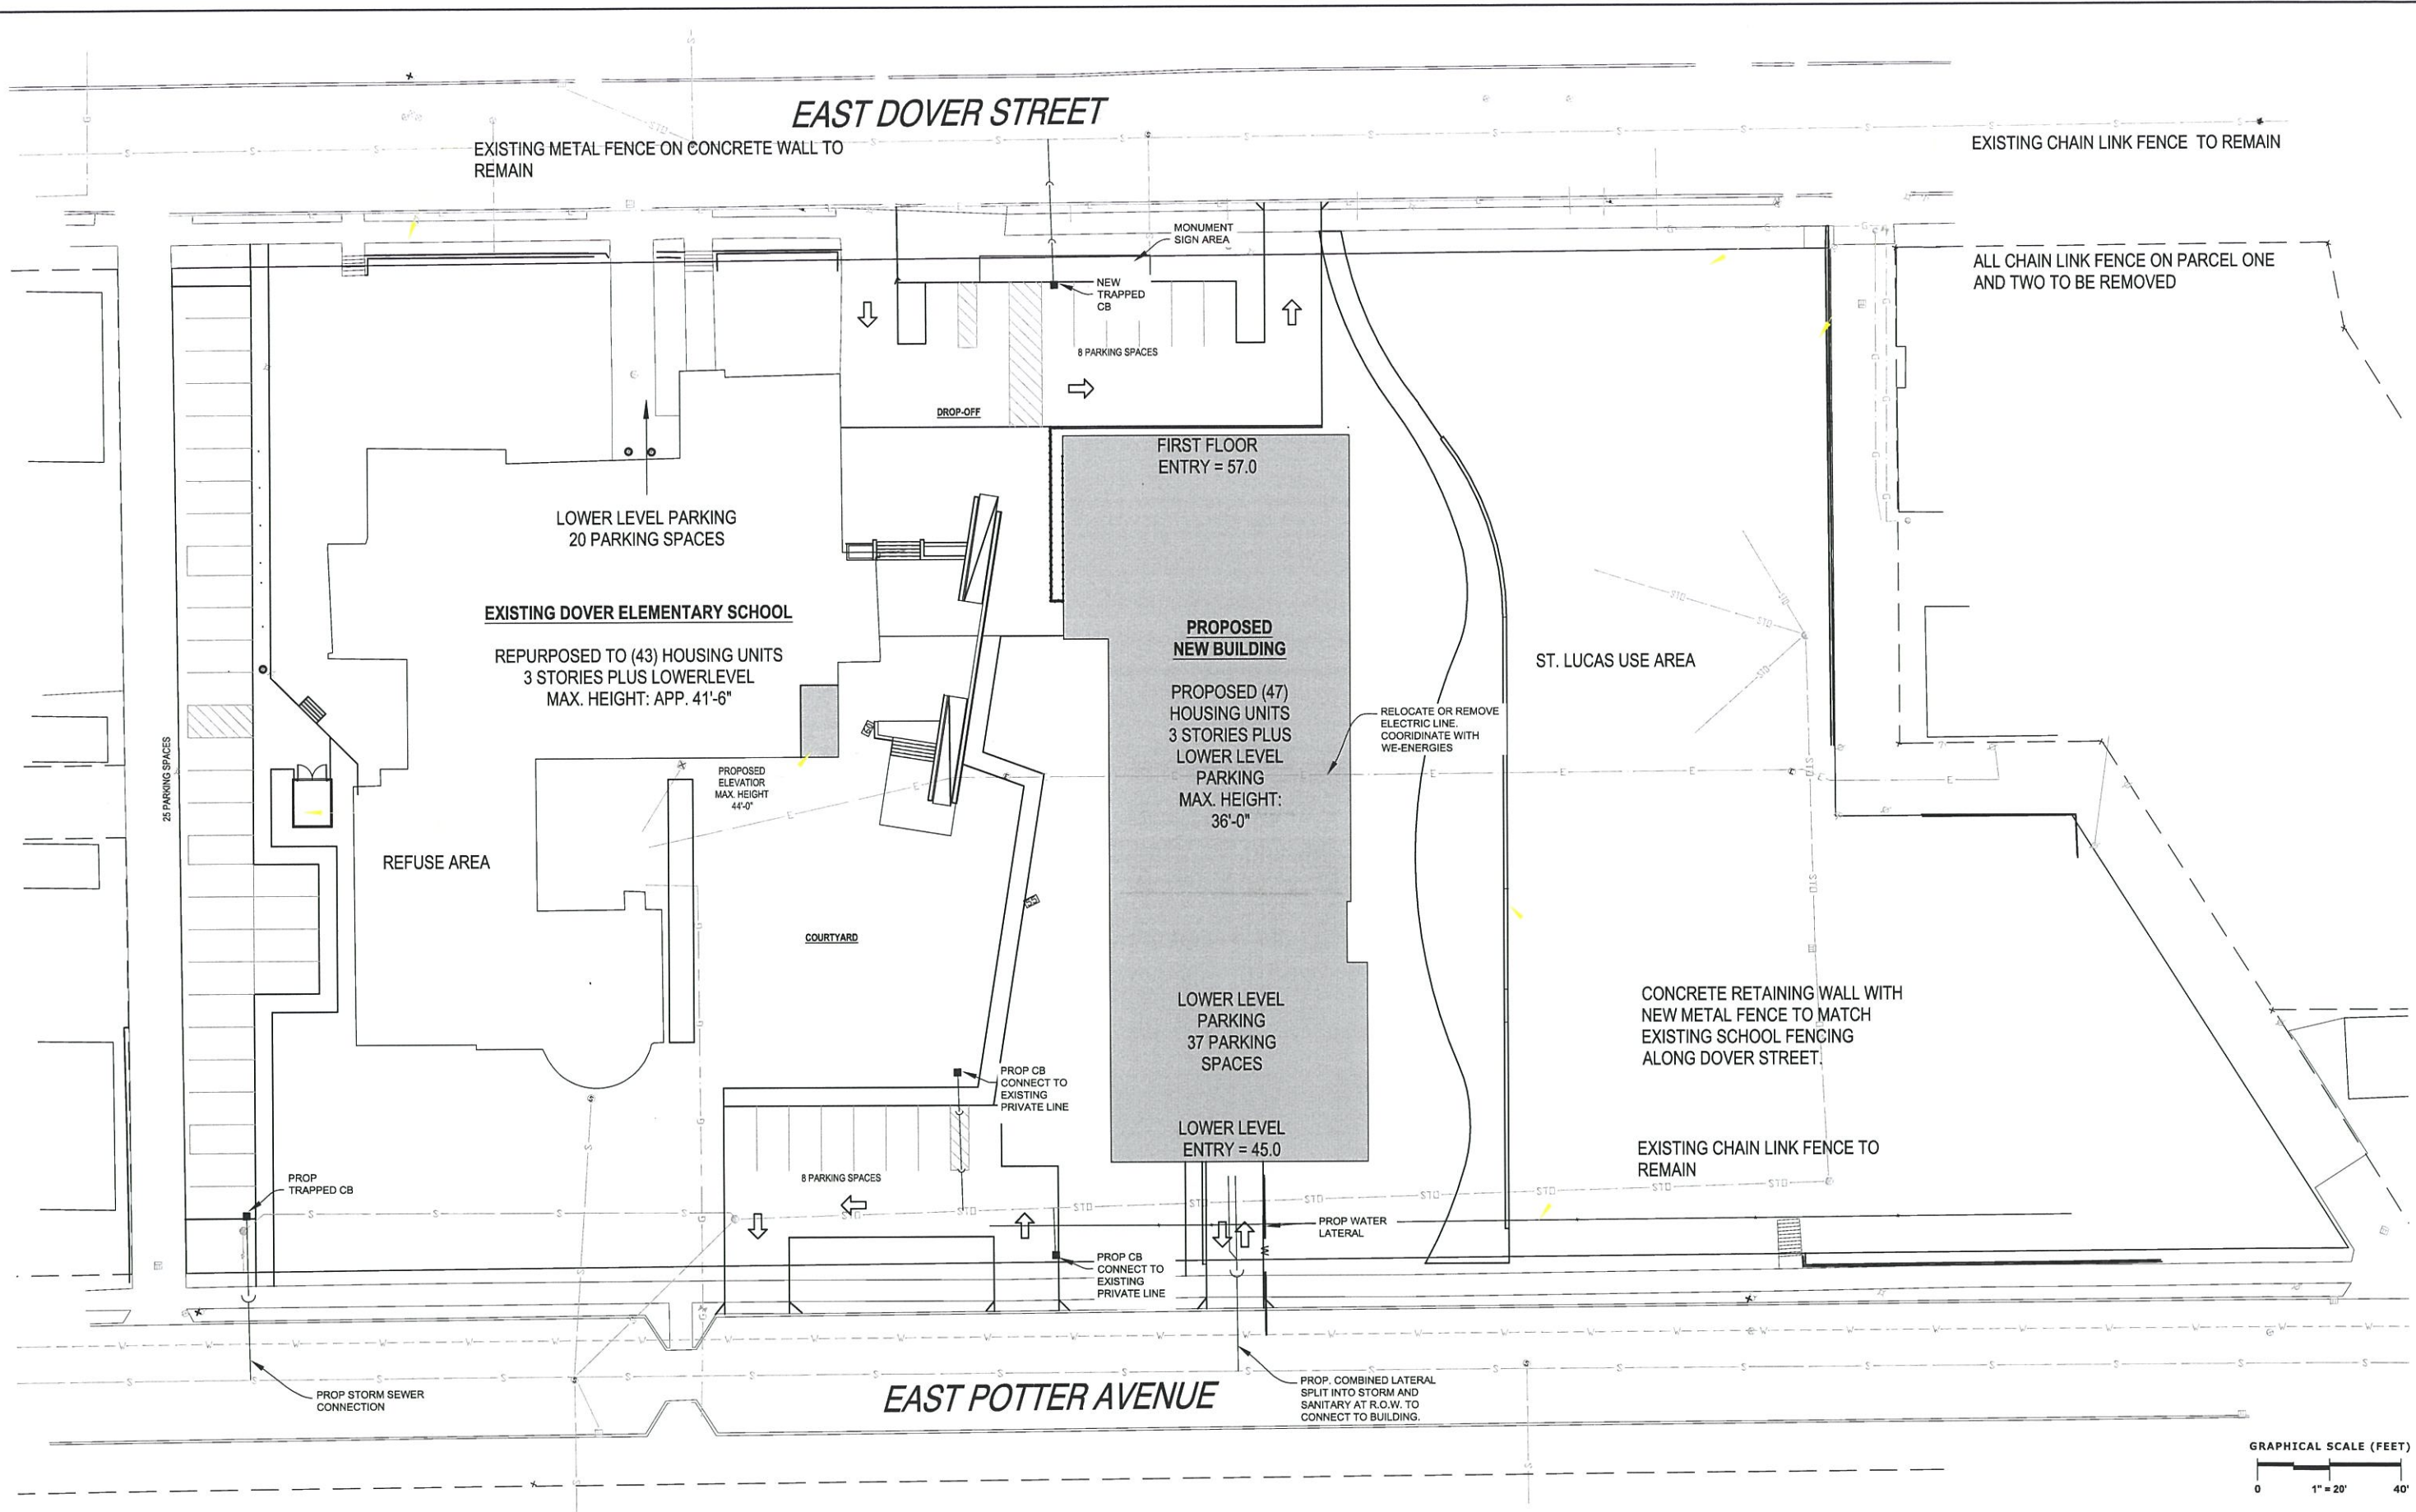 EAST DOVER STREET
EXISTING METAL FENCE ON CONCRETE WALL TO
REMAIN
EXISTING CHAIN LINK FENCE TO REMAIN
MONUMENT
SIGN AREA
ALL CHAIN LINK FENCE ON PARCEL ONE
AND TWO TO BE REMOVED
NEW
TRAPPED
CB
8 PARKING SPACES
DROP-OFF
FIRST FLOOR
ENTRY = 57.0
LOWER LEVEL PARKING
20 PARKING SPACES
EXISTING DOVER ELEMENTARY SCHOOL
REPURPOSED TO (43) HOUSING UNITS
3 STORIES PLUS LOWERLEVEL
MAX. HEIGHT: APP. 41'-6"
PROPOSED
NEW BUILDING
PROPOSED (47)
HOUSING UNITS
3 STORIES PLUS
LOWER LEVEL
PARKING
MAX. HEIGHT:
36'-0"
ST. LUCAS USE AREA
RELOCATE OR REMOVE
ELECTRIC LINE.
COORDINATE WITH
WE-ENERGIES
25 PARKING SPACES
PROPOSED
ELEVATIOR
MAX. HEIGHT
44'-0"
REFUSE AREA
COURTYARD
LOWER LEVEL
PARKING
37 PARKING
SPACES
CONCRETE RETAINING WALL WITH
NEW METAL FENCE TO MATCH
EXISTING SCHOOL FENCING
ALONG DOVER STREET.
PROP CB
CONNECT TO
EXISTING
PRIVATE LINE
LOWER LEVEL
ENTRY = 45.0
EXISTING CHAIN LINK FENCE TO
REMAIN
PROP
TRAPPED CB
8 PARKING SPACES
PROP WATER
LATERAL
PROP CB
CONNECT TO
EXISTING
PRIVATE LINE
PROP STORM SEWER
CONNECTION
EAST POTTER AVENUE
PROP. COMBINED LATERAL
SPLIT INTO STORM AND
SANITARY AT R.O.W. TO
CONNECT TO BUILDING.
GRAPHICAL SCALE (FEET)
0 1" = 20' 40'